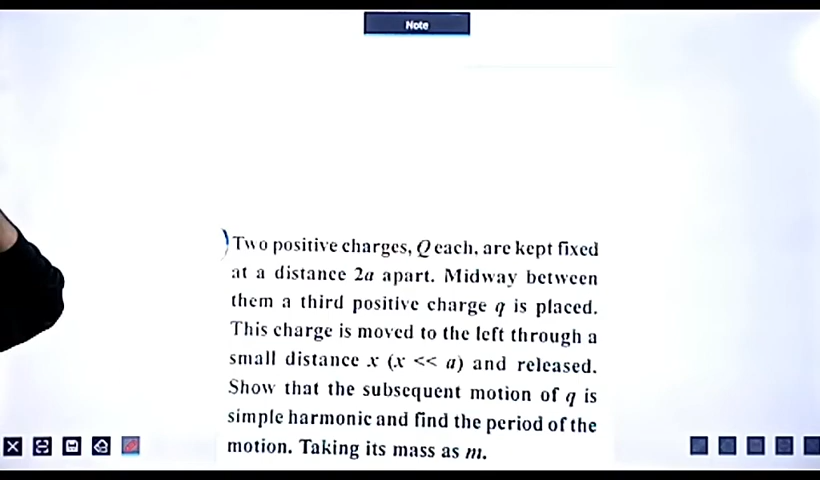 Note
Two positive charges, Q each, are kept fixed
at a distance 2a apart. Midway between
them a third positive charge q is placed.
This charge is moved to the left through a
small distance x (x << a) and released.
Show that the subsequent motion of q is
simple harmonic and find the period of the
motion. Taking its mass as m.